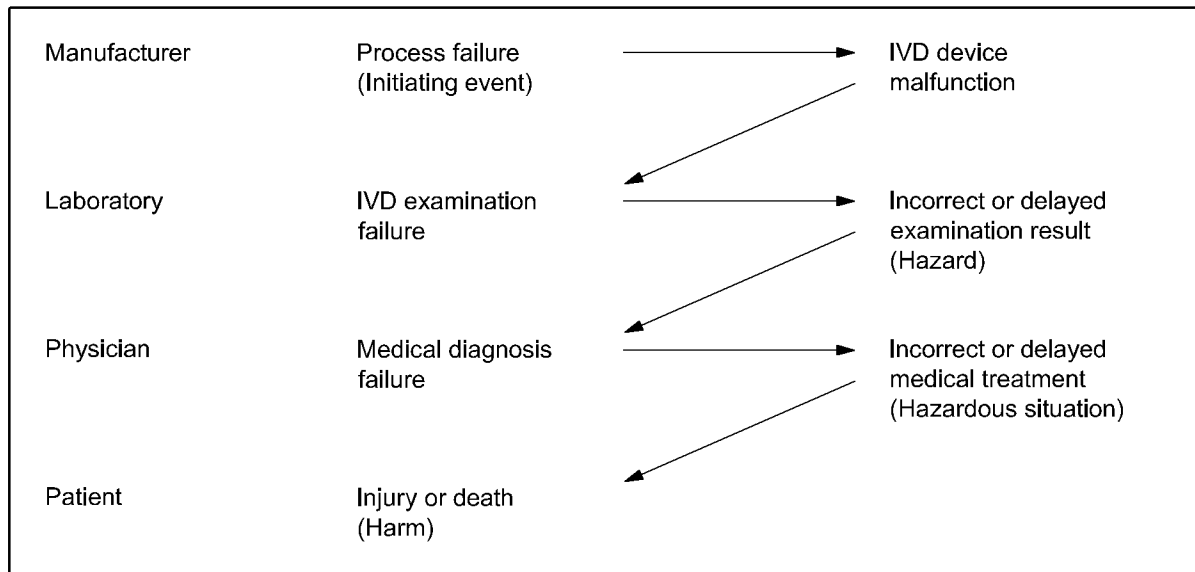 Manufacturer
Process failure
(Initiating event)
IVD device
malfunction
Laboratory
IVD examination
failure
Incorrect or delayed
examination result
(Hazard)
Physician
Medical diagnosis
failure
Incorrect or delayed
medical treatment
(Hazardous situation)
Patient
Injury or death
(Harm)